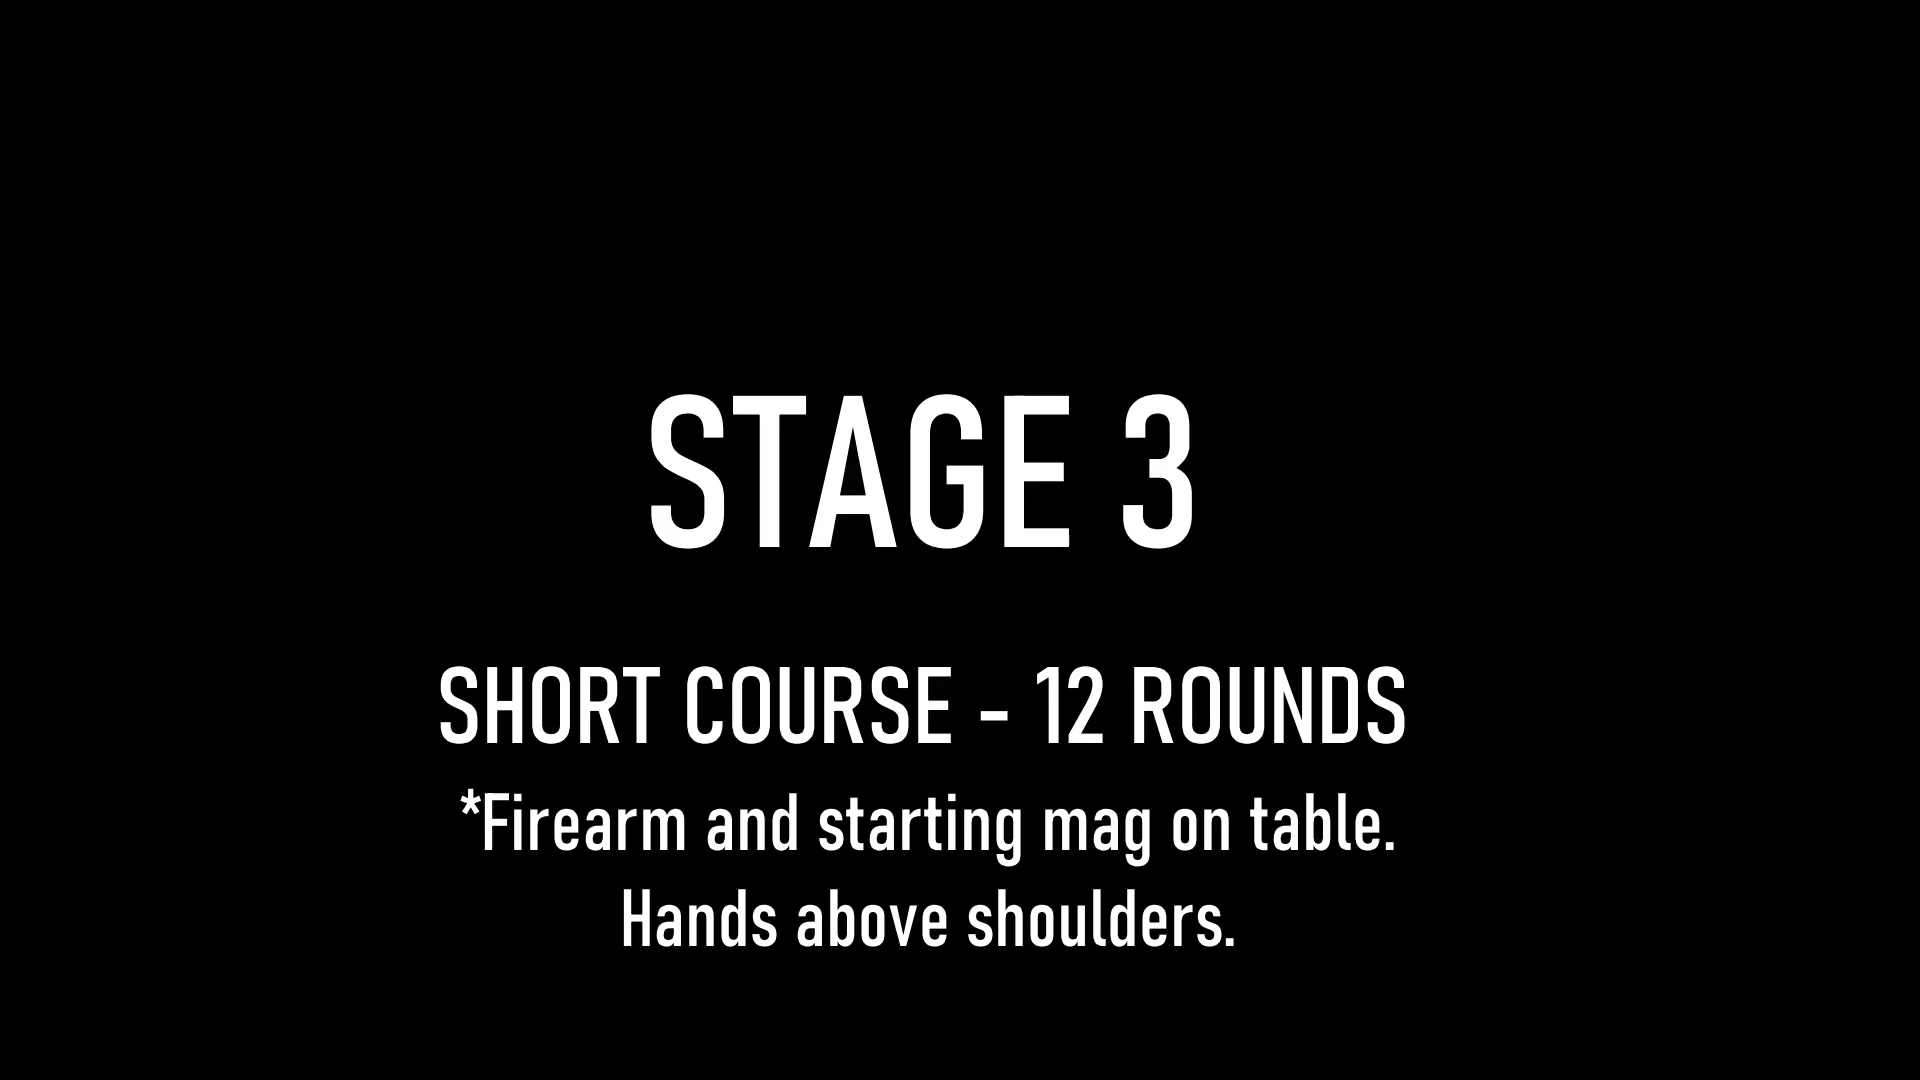 STAGE 3
SHORT COURSE - 12 ROUNDS
*Firearm and starting mag on table.
Hands above shoulders.